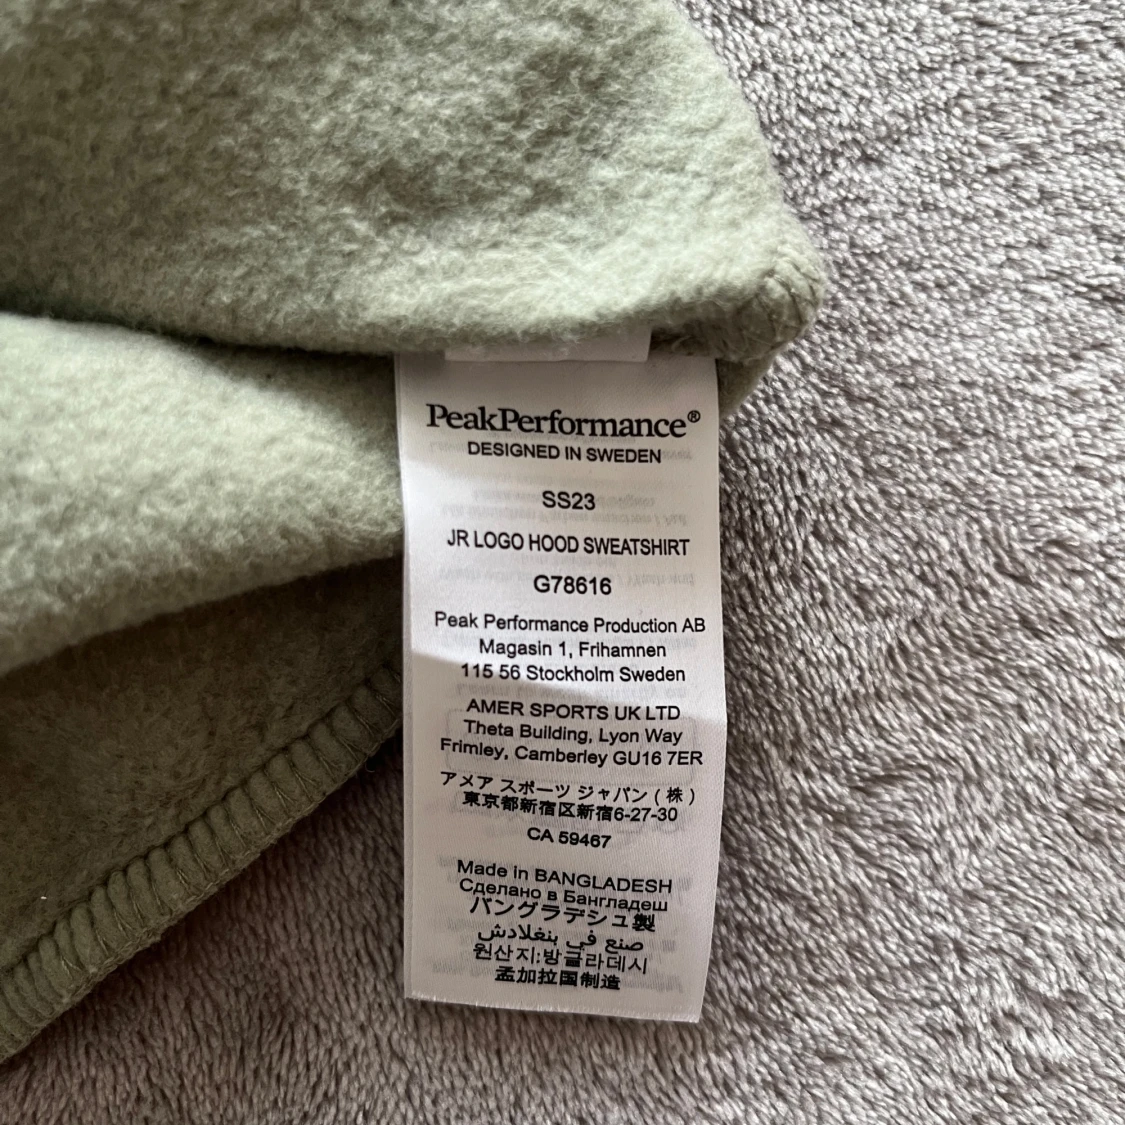 PeakPerformance®
DESIGNED IN SWEDEN
SS23
JR LOGO HOOD SWEATSHIRT
G78616
Peak Performance Production AB
Magasin 1, Frihamnen
115 56 Stockholm Sweden
AMER SPORTS UK LTD
Theta Building, Lyon Way
Frimley, Camberley GU16 7ER
アメア スポーツ ジャパン ( 株 )
東京都新宿区新宿6-27-30
CA 59467
Made in BANGLADESH
Сделано в Бангладеш
バングラデシュ製
صنع في بنغلادش
원산지:방글라데시
孟加拉国制造